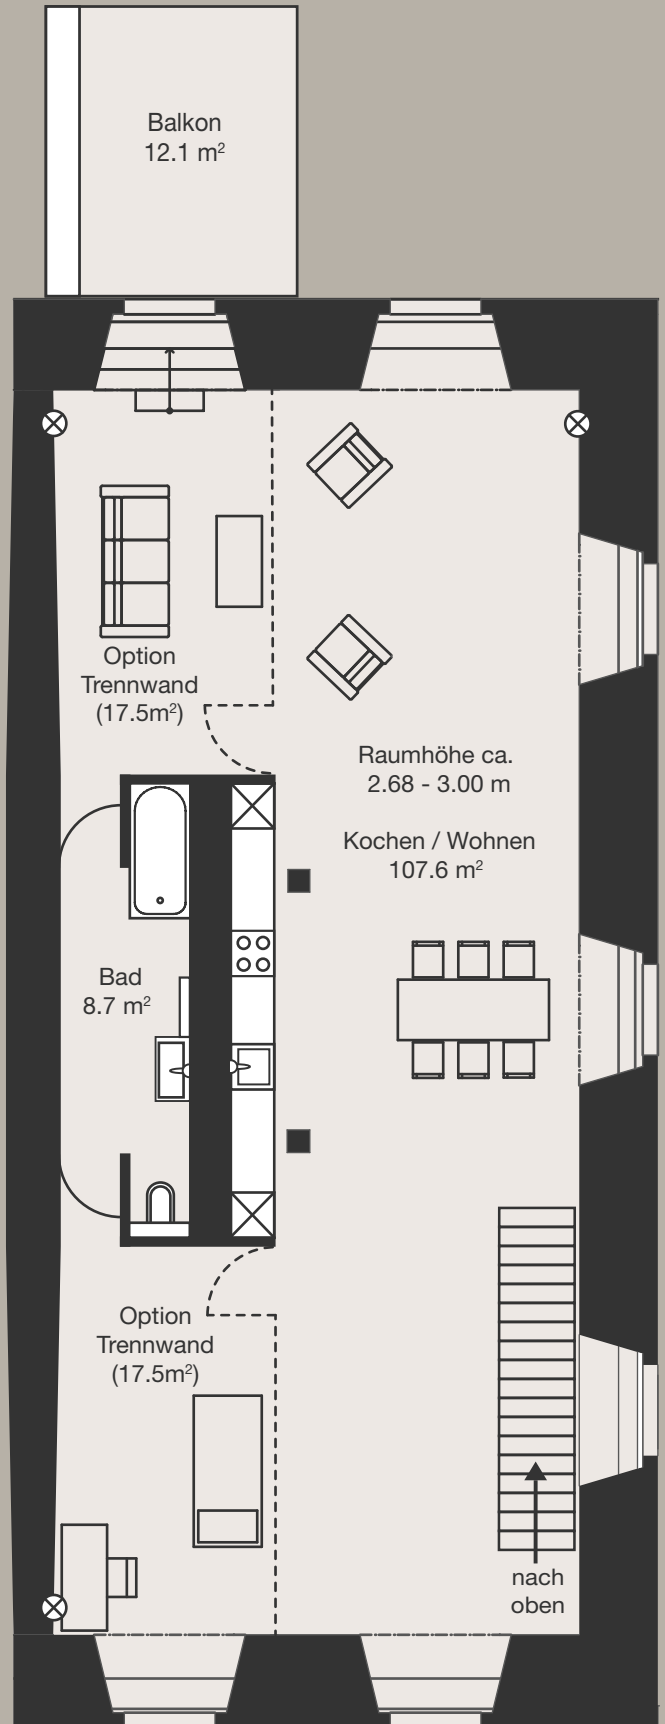 Balkon
12.1 m²
Option
Trennwand
(17.5m²)
Raumhöhe ca.
2.68 - 3.00 m
Kochen / Wohnen
107.6 m²
Bad
8.7 m²
Option
Trennwand
(17.5m²)
nach
oben